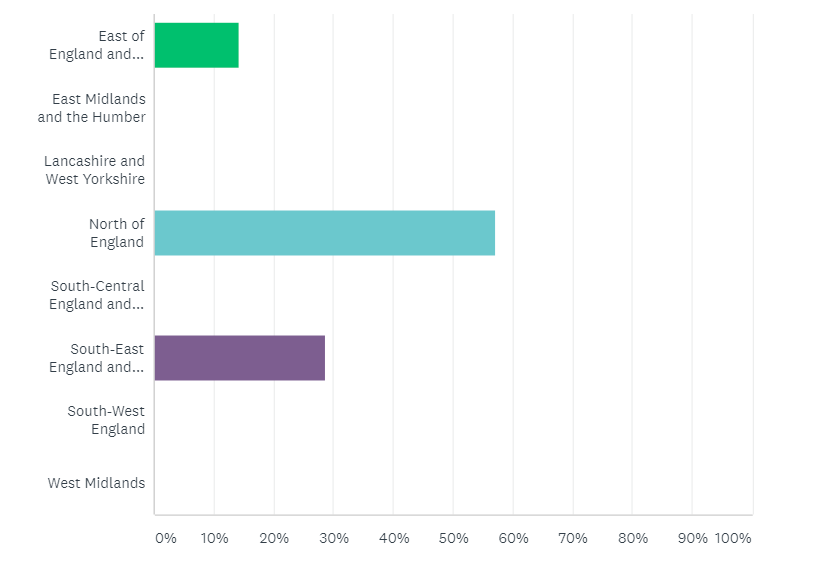 East of
England and...
East Midlands
and the Humber
Lancashire and
West Yorkshire
North of
England
South-Central
England and...
South-East
England and...
South-West
England
West Midlands
0% 10% 20% 30% 40% 50% 60% 70% 80% 90% 100%